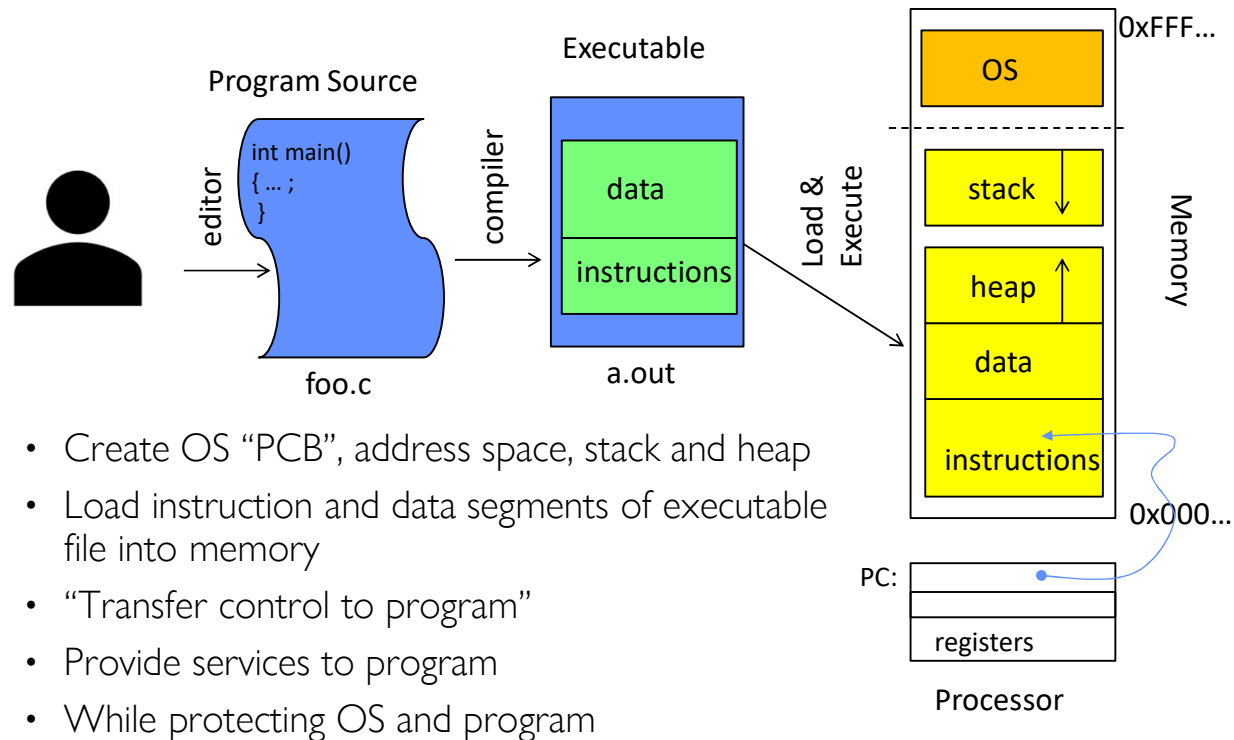 Program Source
int main()
{ … ;
}
foo.c
editor
compiler
Executable
data
instructions
a.out
Load &
Execute
0xFFF…
OS
stack
heap
data
instructions
0x000…
Memory
PC:
registers
Processor
• Create OS “PCB”, address space, stack and heap
• Load instruction and data segments of executable
file into memory
• “Transfer control to program”
• Provide services to program
• While protecting OS and program